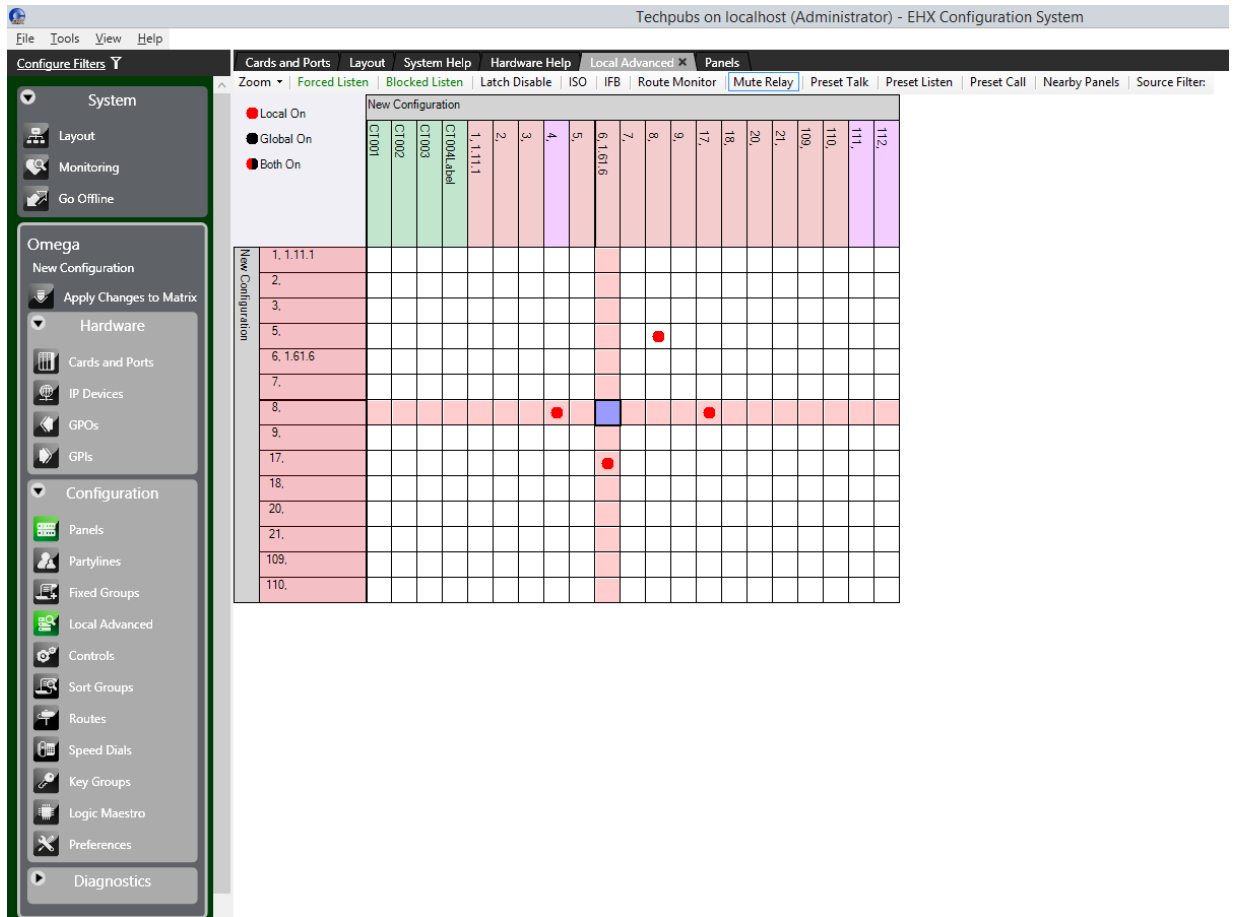 Techpubs on localhost (Administrator) - EHX Configuration System
File Tools View Help
Configure Filters
Cards and Ports Layout System Help Hardware Help Local Advanced × Panels
Zoom Forced Listen Blocked Listen Latch Disable ISO IFB Route Monitor Mute Relay Preset Talk Preset Listen Preset Call Nearby Panels Source Filter:
System
Layout
Monitoring
Go Offline
Omega
New Configuration
Apply Changes to Matrix
Hardware
Cards and Ports
IP Devices
GPOs
GPIs
Configuration
Panels
Partylines
Fixed Groups
Local Advanced
Controls
Sort Groups
Routes
Speed Dials
Key Groups
Logic Maestro
Preferences
Diagnostics
Local On
Global On
Both On
New Configuration
CT001
CT002
CT003
CT004Label
1, 1.11.1
2,
3,
4,
5,
6, 1.61.6
7,
8,
9,
17,
18,
20,
21,
109,
110,
111,
112,
New Configuration
1, 1.11.1
2,
3,
5,
6, 1.61.6
7,
8,
9,
17,
18,
20,
21,
109,
110,